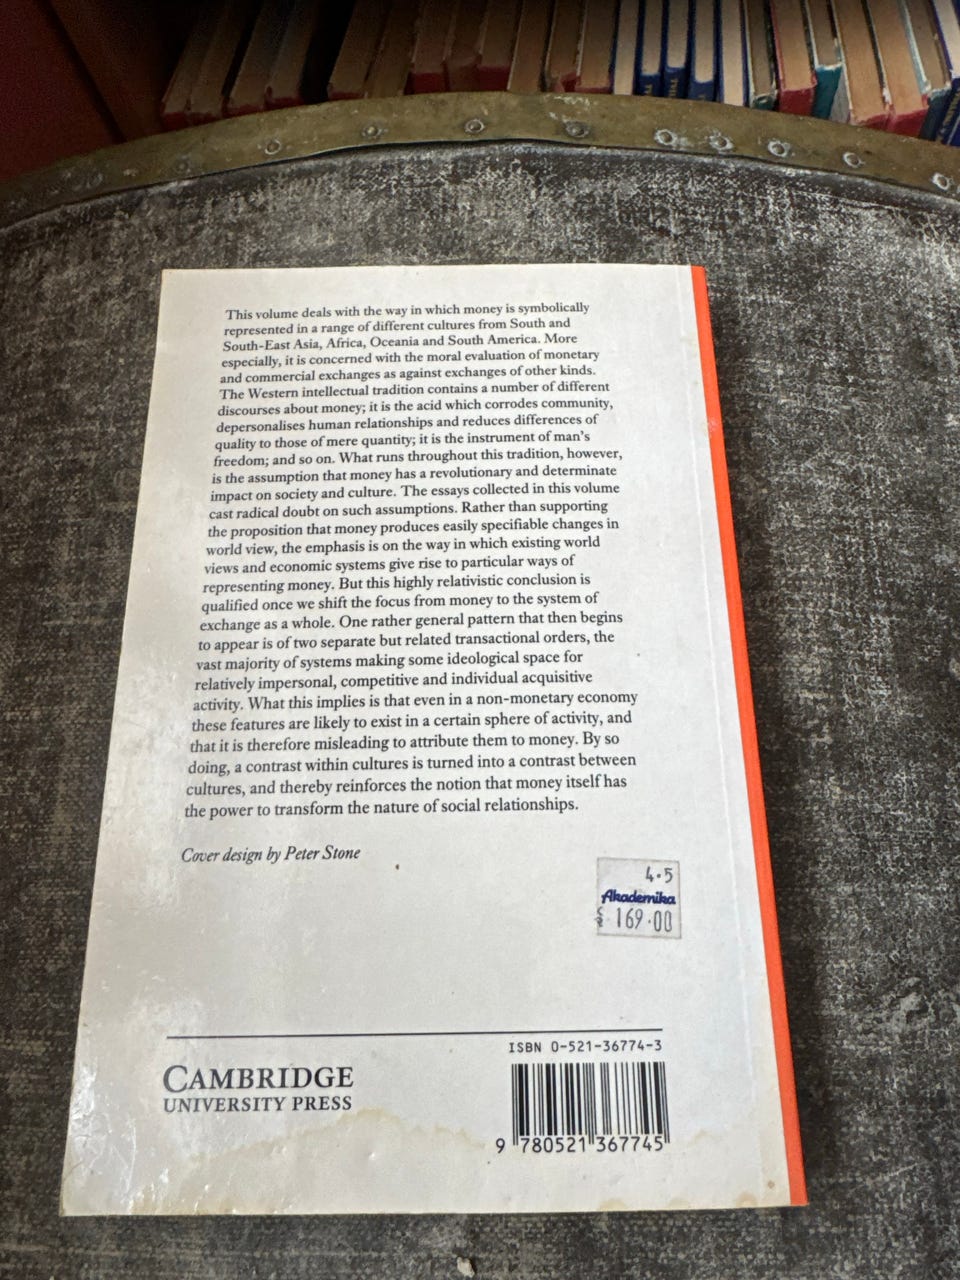 This volume deals with the way in which money is symbolically
represented in a range of different cultures from South and
South-East Asia, Africa, Oceania and South America. More
especially, it is concerned with the moral evaluation of monetary
and commercial exchanges as against exchanges of other kinds.
The Western intellectual tradition contains a number of different
discourses about money; it is the acid which corrodes community,
depersonalises human relationships and reduces differences of
quality to those of mere quantity; it is the instrument of man's
freedom; and so on. What runs throughout this tradition, however,
is the assumption that money has a revolutionary and determinate
impact on society and culture. The essays collected in this volume
cast radical doubt on such assumptions. Rather than supporting
the proposition that money produces easily specifiable changes in
world view, the emphasis is on the way in which existing world
views and economic systems give rise to particular ways of
representing money. But this highly relativistic conclusion is
qualified once we shift the focus from money to the system of
exchange as a whole. One rather general pattern that then begins
to appear is of two separate but related transactional orders, the
vast majority of systems making some ideological space for
relatively impersonal, competitive and individual acquisitive
activity. What this implies is that even in a non-monetary economy
these features are likely to exist in a certain sphere of activity, and
that it is therefore misleading to attribute them to money. By so
doing, a contrast within cultures is turned into a contrast between
cultures, and thereby reinforces the notion that money itself has
the power to transform the nature of social relationships.
Cover design by Peter Stone
4.5
Akademika
169.00
ISBN 0-521-36774-3
CAMBRIDGE
UNIVERSITY PRESS
9 780521 367745